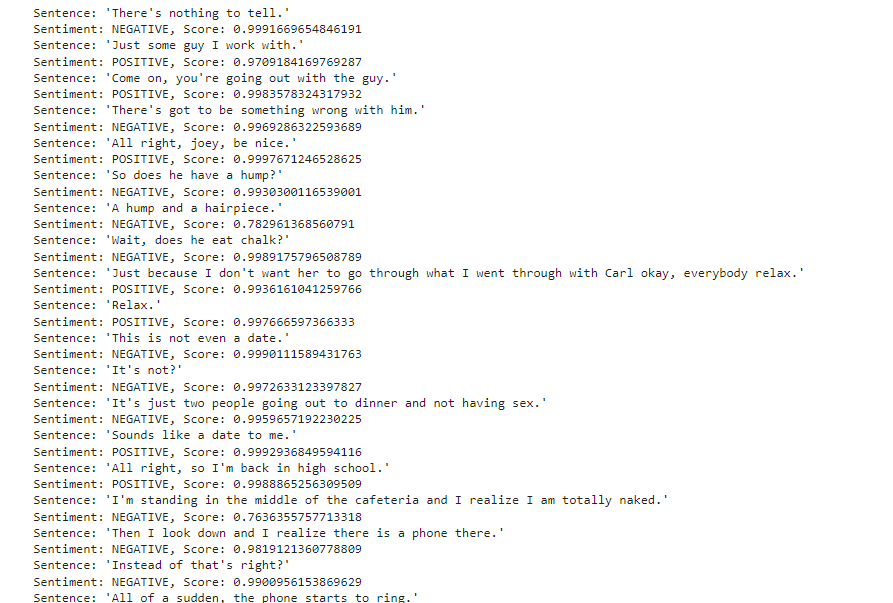 Sentence: 'There's nothing to tell.'
Sentiment: NEGATIVE, Score: 0.9991669654846191
Sentence: 'Just some guy I work with.'
Sentiment: POSITIVE, Score: 0.9709184169769287
Sentence: 'Come on, you're going out with the guy.'
Sentiment: POSITIVE, Score: 0.9983578324317932
Sentence: 'There's got to be something wrong with him.'
Sentiment: NEGATIVE, Score: 0.9969286322593689
Sentence: 'All right, joey, be nice.'
Sentiment: POSITIVE, Score: 0.9997671246528625
Sentence: 'So does he have a hump?'
Sentiment: NEGATIVE, Score: 0.9930300116539001
Sentence: 'A hump and a hairpiece.'
Sentiment: NEGATIVE, Score: 0.782961368560791
Sentence: 'Wait, does he eat chalk?'
Sentiment: NEGATIVE, Score: 0.9989175796508789
Sentence: 'Just because I don't want her to go through what I went through with Carl okay, everybody relax.'
Sentiment: POSITIVE, Score: 0.9936161041259766
Sentence: 'Relax.'
Sentiment: POSITIVE, Score: 0.997666597366333
Sentence: 'This is not even a date.'
Sentiment: NEGATIVE, Score: 0.9990111589431763
Sentence: 'It's not?'
Sentiment: NEGATIVE, Score: 0.9972633123397827
Sentence: 'It's just two people going out to dinner and not having sex.'
Sentiment: NEGATIVE, Score: 0.9959657192230225
Sentence: 'Sounds like a date to me.'
Sentiment: POSITIVE, Score: 0.9992936849594116
Sentence: 'All right, so I'm back in high school.'
Sentiment: POSITIVE, Score: 0.9988865256309509
Sentence: 'I'm standing in the middle of the cafeteria and I realize I am totally naked.'
Sentiment: NEGATIVE, Score: 0.7636355757713318
Sentence: 'Then I look down and I realize there is a phone there.'
Sentiment: NEGATIVE, Score: 0.9819121360778809
Sentence: 'Instead of that's right?'
Sentiment: NEGATIVE, Score: 0.9900956153869629
Sentence: 'All of a sudden, the phone starts to ring.'